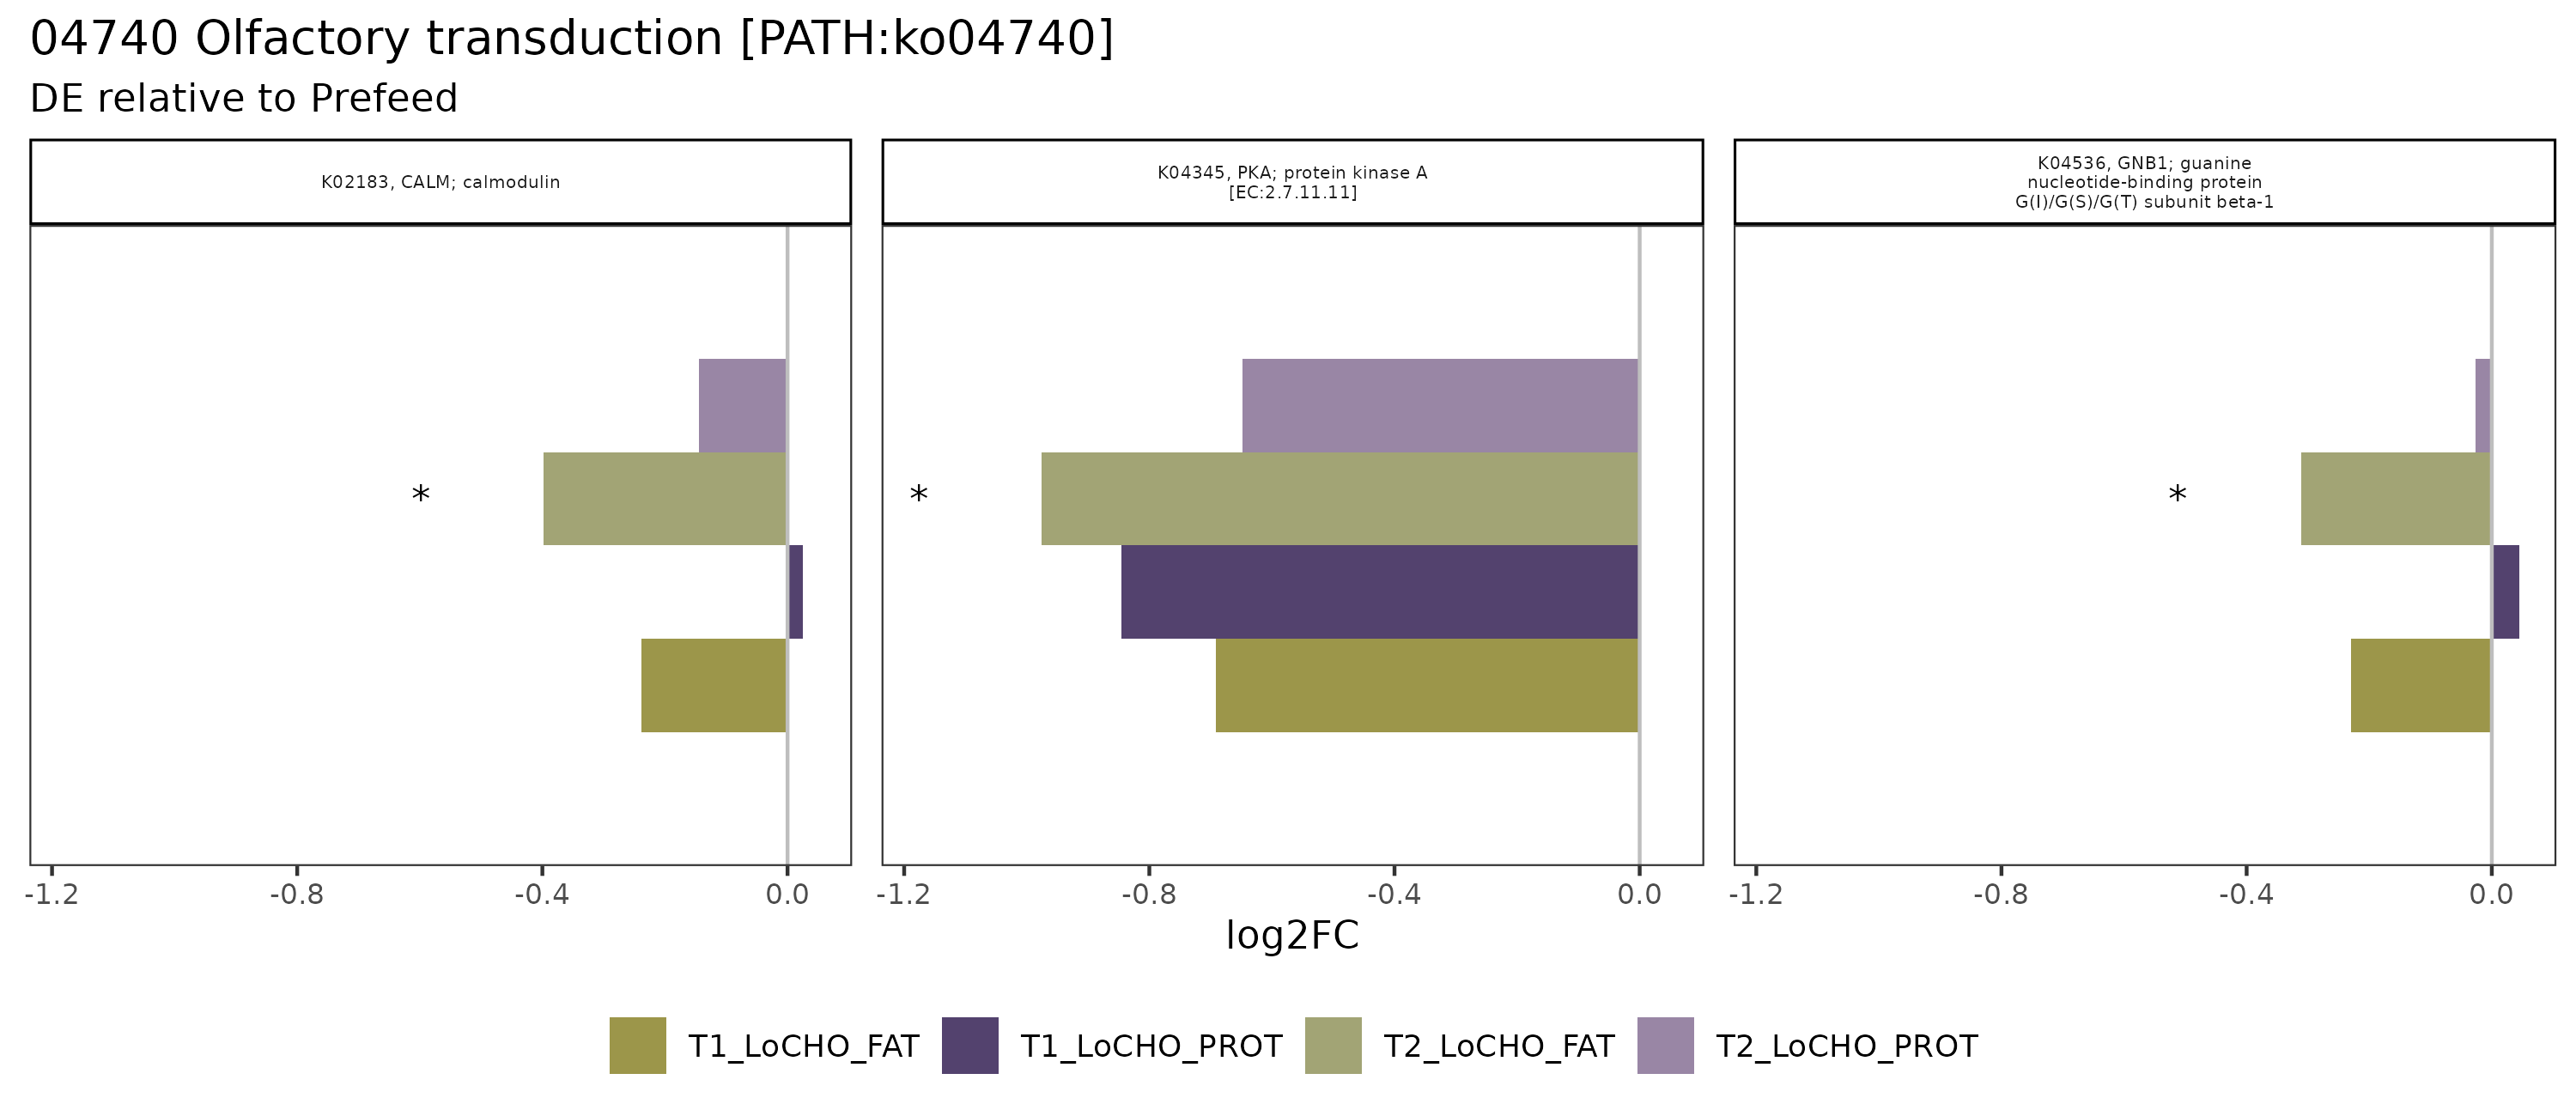 04740 Olfactory transduction [PATH:ko04740]
DE relative to Prefeed
K02183, CALM; calmodulin
K04345, PKA; protein kinase A
[EC:2.7.11.11]
K04536, GNB1; guanine
nucleotide-binding protein
G(I)/G(S)/G(T) subunit beta-1
*
*
*
-1.2 -0.8 -0.4 0.0
-1.2 -0.8 -0.4 0.0
-1.2 -0.8 -0.4 0.0
log2FC
T1_LoCHO_FAT T1_LoCHO_PROT T2_LoCHO_FAT T2_LoCHO_PROT